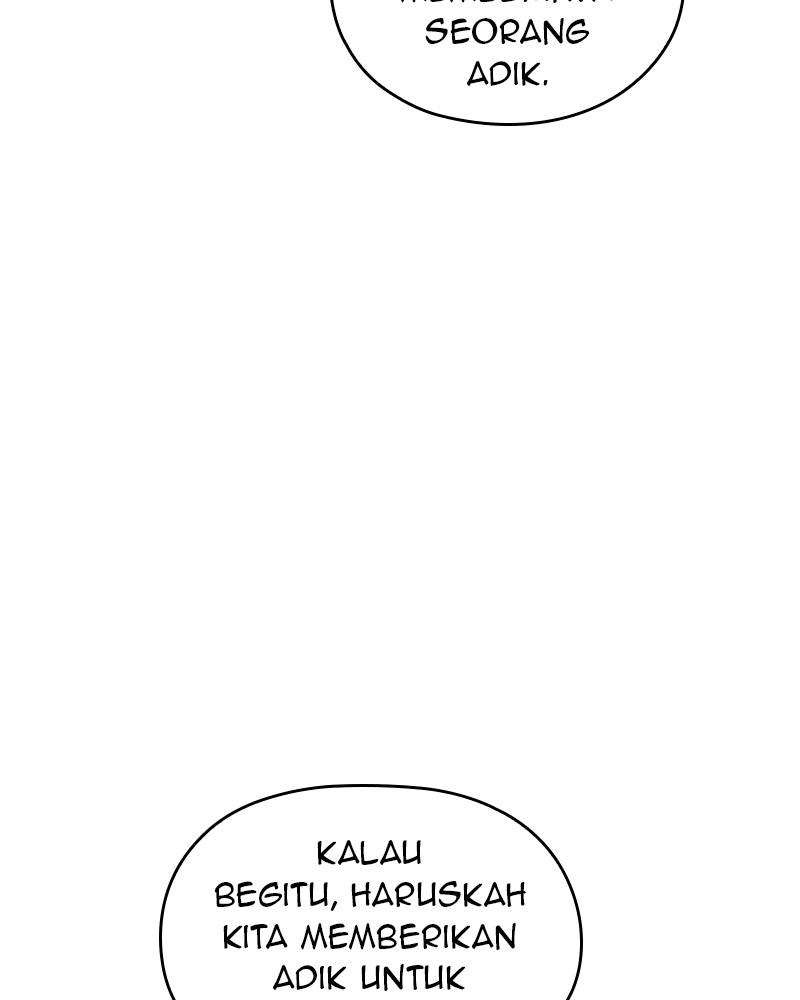 SEORANG
ADIK.
KALAU
BEGITU, HARUSKAH
KITA MEMBERIKAN
ADIK UNTUK